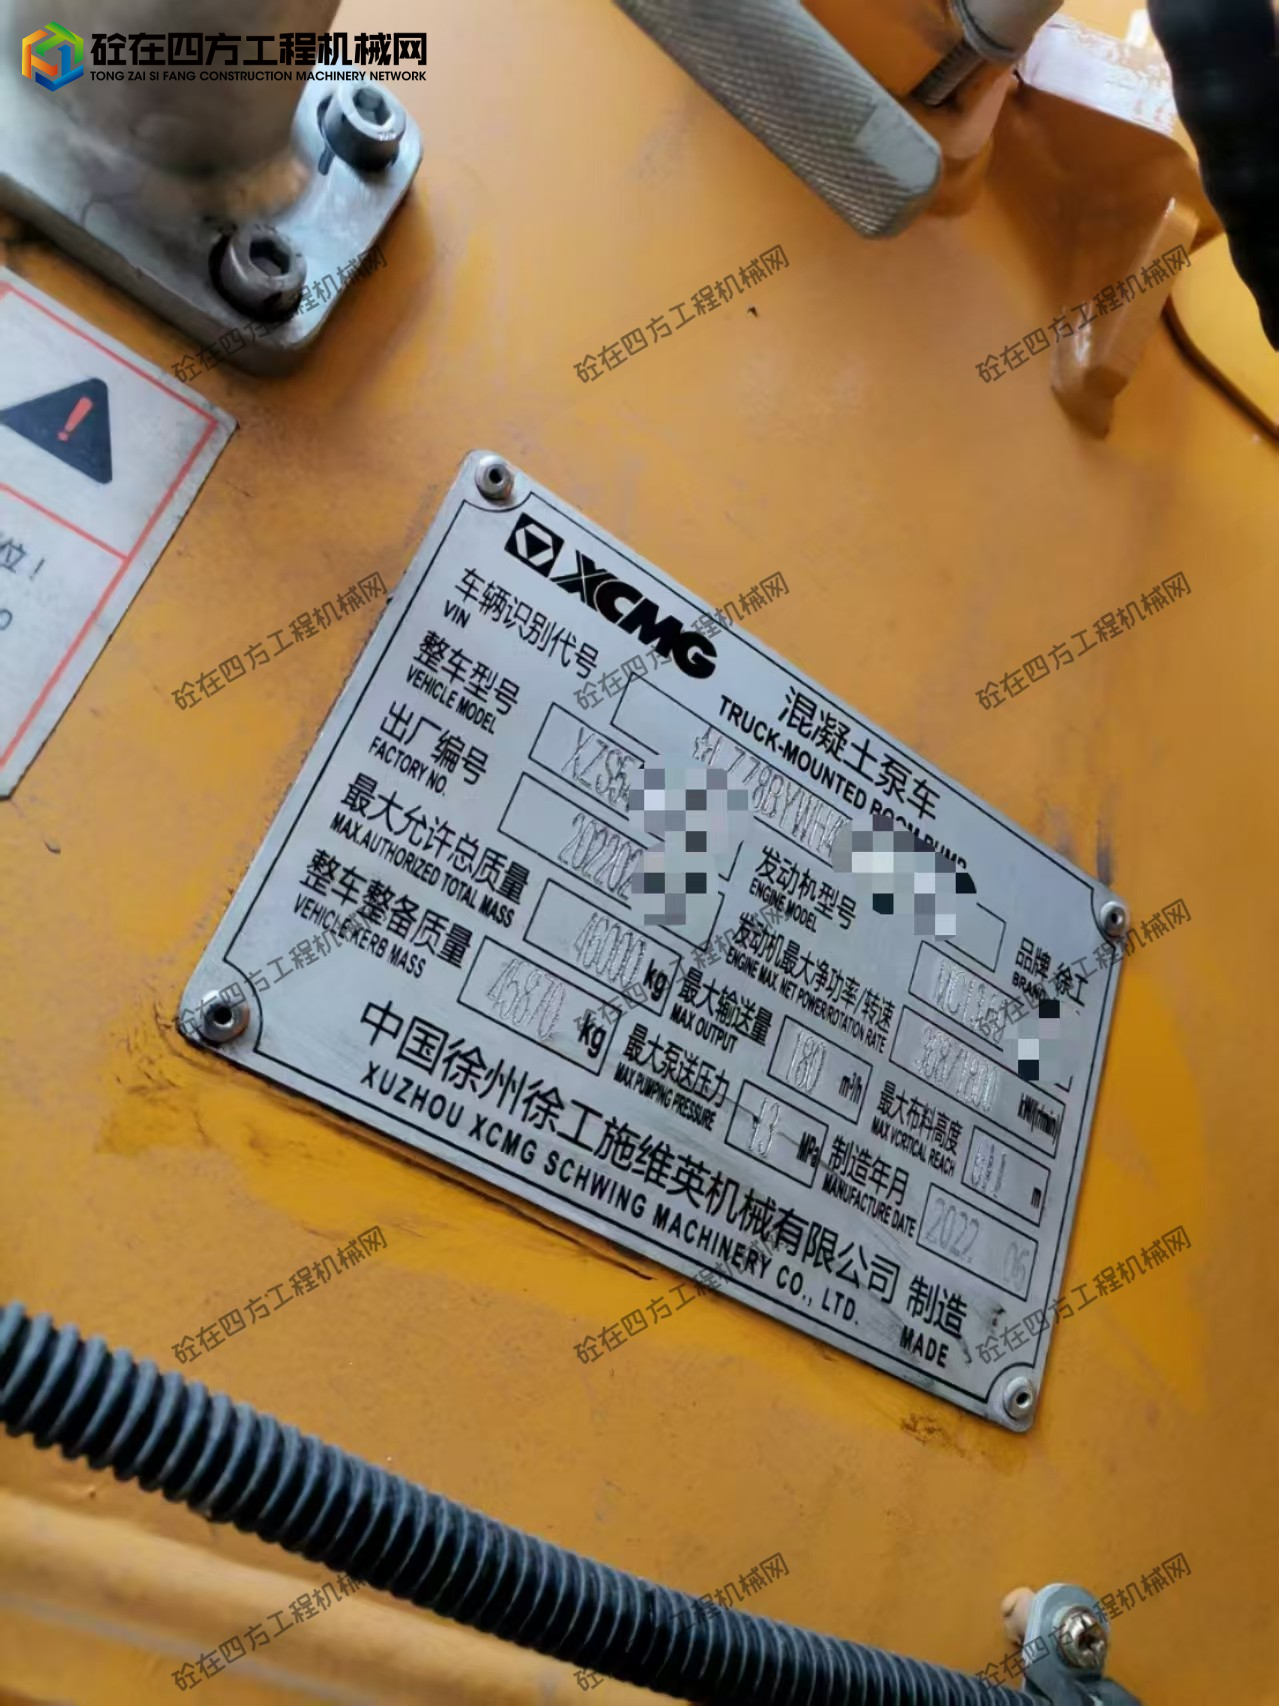 砼在四方工程机械网
TONG ZAI SI FANG CONSTRUCTION MACHINERY NETWORK
位！
XCMG
混凝土泵车
TRUCK-MOUNTED BOOM PUMP
车辆识别代号
VIN
品牌 徐工
BRAND
整车型号
VEHICLE MODEL
XZS5
发动机型号
ENGINE MODEL
出厂编号
FACTORY NO.
202202
发动机最大净功率/转速
ENGINE MAX. NET POWER/ROTATION RATE
kW/(r/min)
最大允许总质量
MAX.AUTHORIZED TOTAL MASS
46000 kg
最大输送量
MAX OUTPUT
180 m³/h
最大布料高度
MAX VCRTICAL REACH
m
整车整备质量
VEHICLE KERB MASS
45870 kg
最大泵送压力
MAX PUMPING PRESSURE
13 MPa
制造年月
MANUFACTURE DATE
2022 06
中国徐州徐工施维英机械有限公司 制造
XUZHOU XCMG SCHWING MACHINERY CO., LTD. MADE